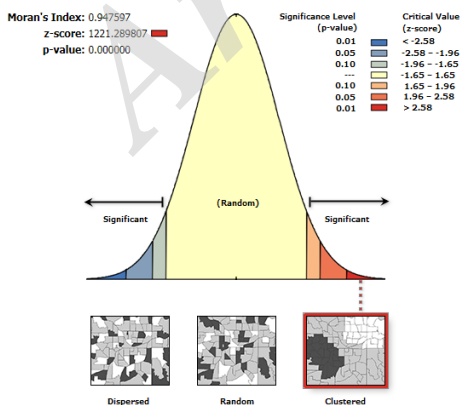 Moran's Index: 0.947597
z-score: 1221.289807
p-value: 0.000000
Significance Level
(p-value)
Critical Value
(z-score)
0.01 < -2.58
0.05 -2.58 – -1.96
0.10 -1.96 – -1.65
--- -1.65 – 1.65
0.10 1.65 – 1.96
0.05 1.96 – 2.58
0.01 > 2.58
(Random)
Significant
Significant
Dispersed
Random
Clustered